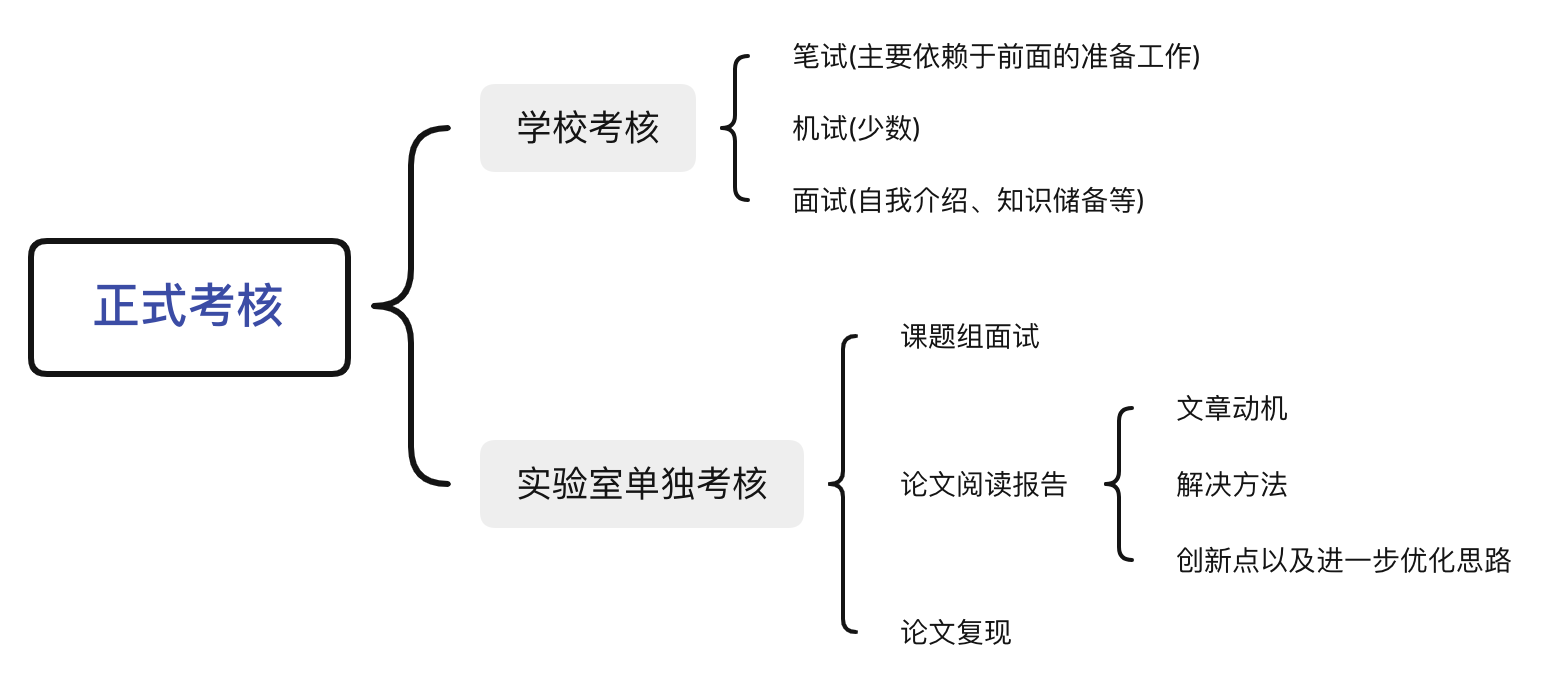 正式考核
学校考核
笔试(主要依赖于前面的准备工作)
机试(少数)
面试(自我介绍、知识储备等)
实验室单独考核
课题组面试
论文阅读报告
文章动机
解决方法
创新点以及进一步优化思路
论文复现